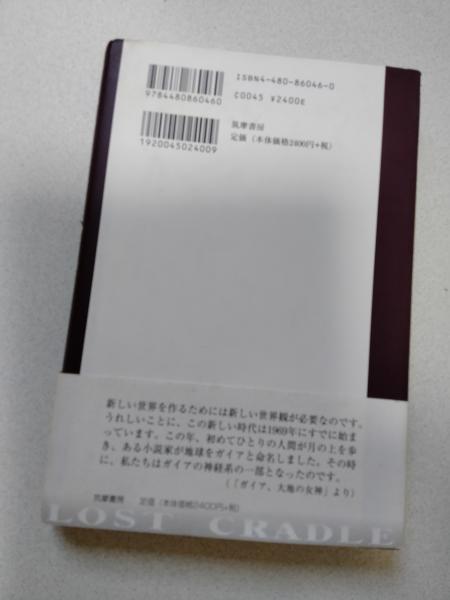 ISBN4-480-86046-0
C0045 ¥2400E
9784480860460
筑摩書房
定価（本体価格2400円+税）
1920045024009
新しい世界を作るためには新しい世界観が必要なのです。
うれしいことに、この新しい時代は1969年にすでに始ま
っています。この年、初めてひとりの人間が月の上を歩
き、ある小説家が地球をガイアと命名しました。その時
に、私たちはガイアの神経系の一部となったのです。
（「ガイア、大地の女神」より）
筑摩書房 定価（本体価格2400円+税）
LOST CRADLE